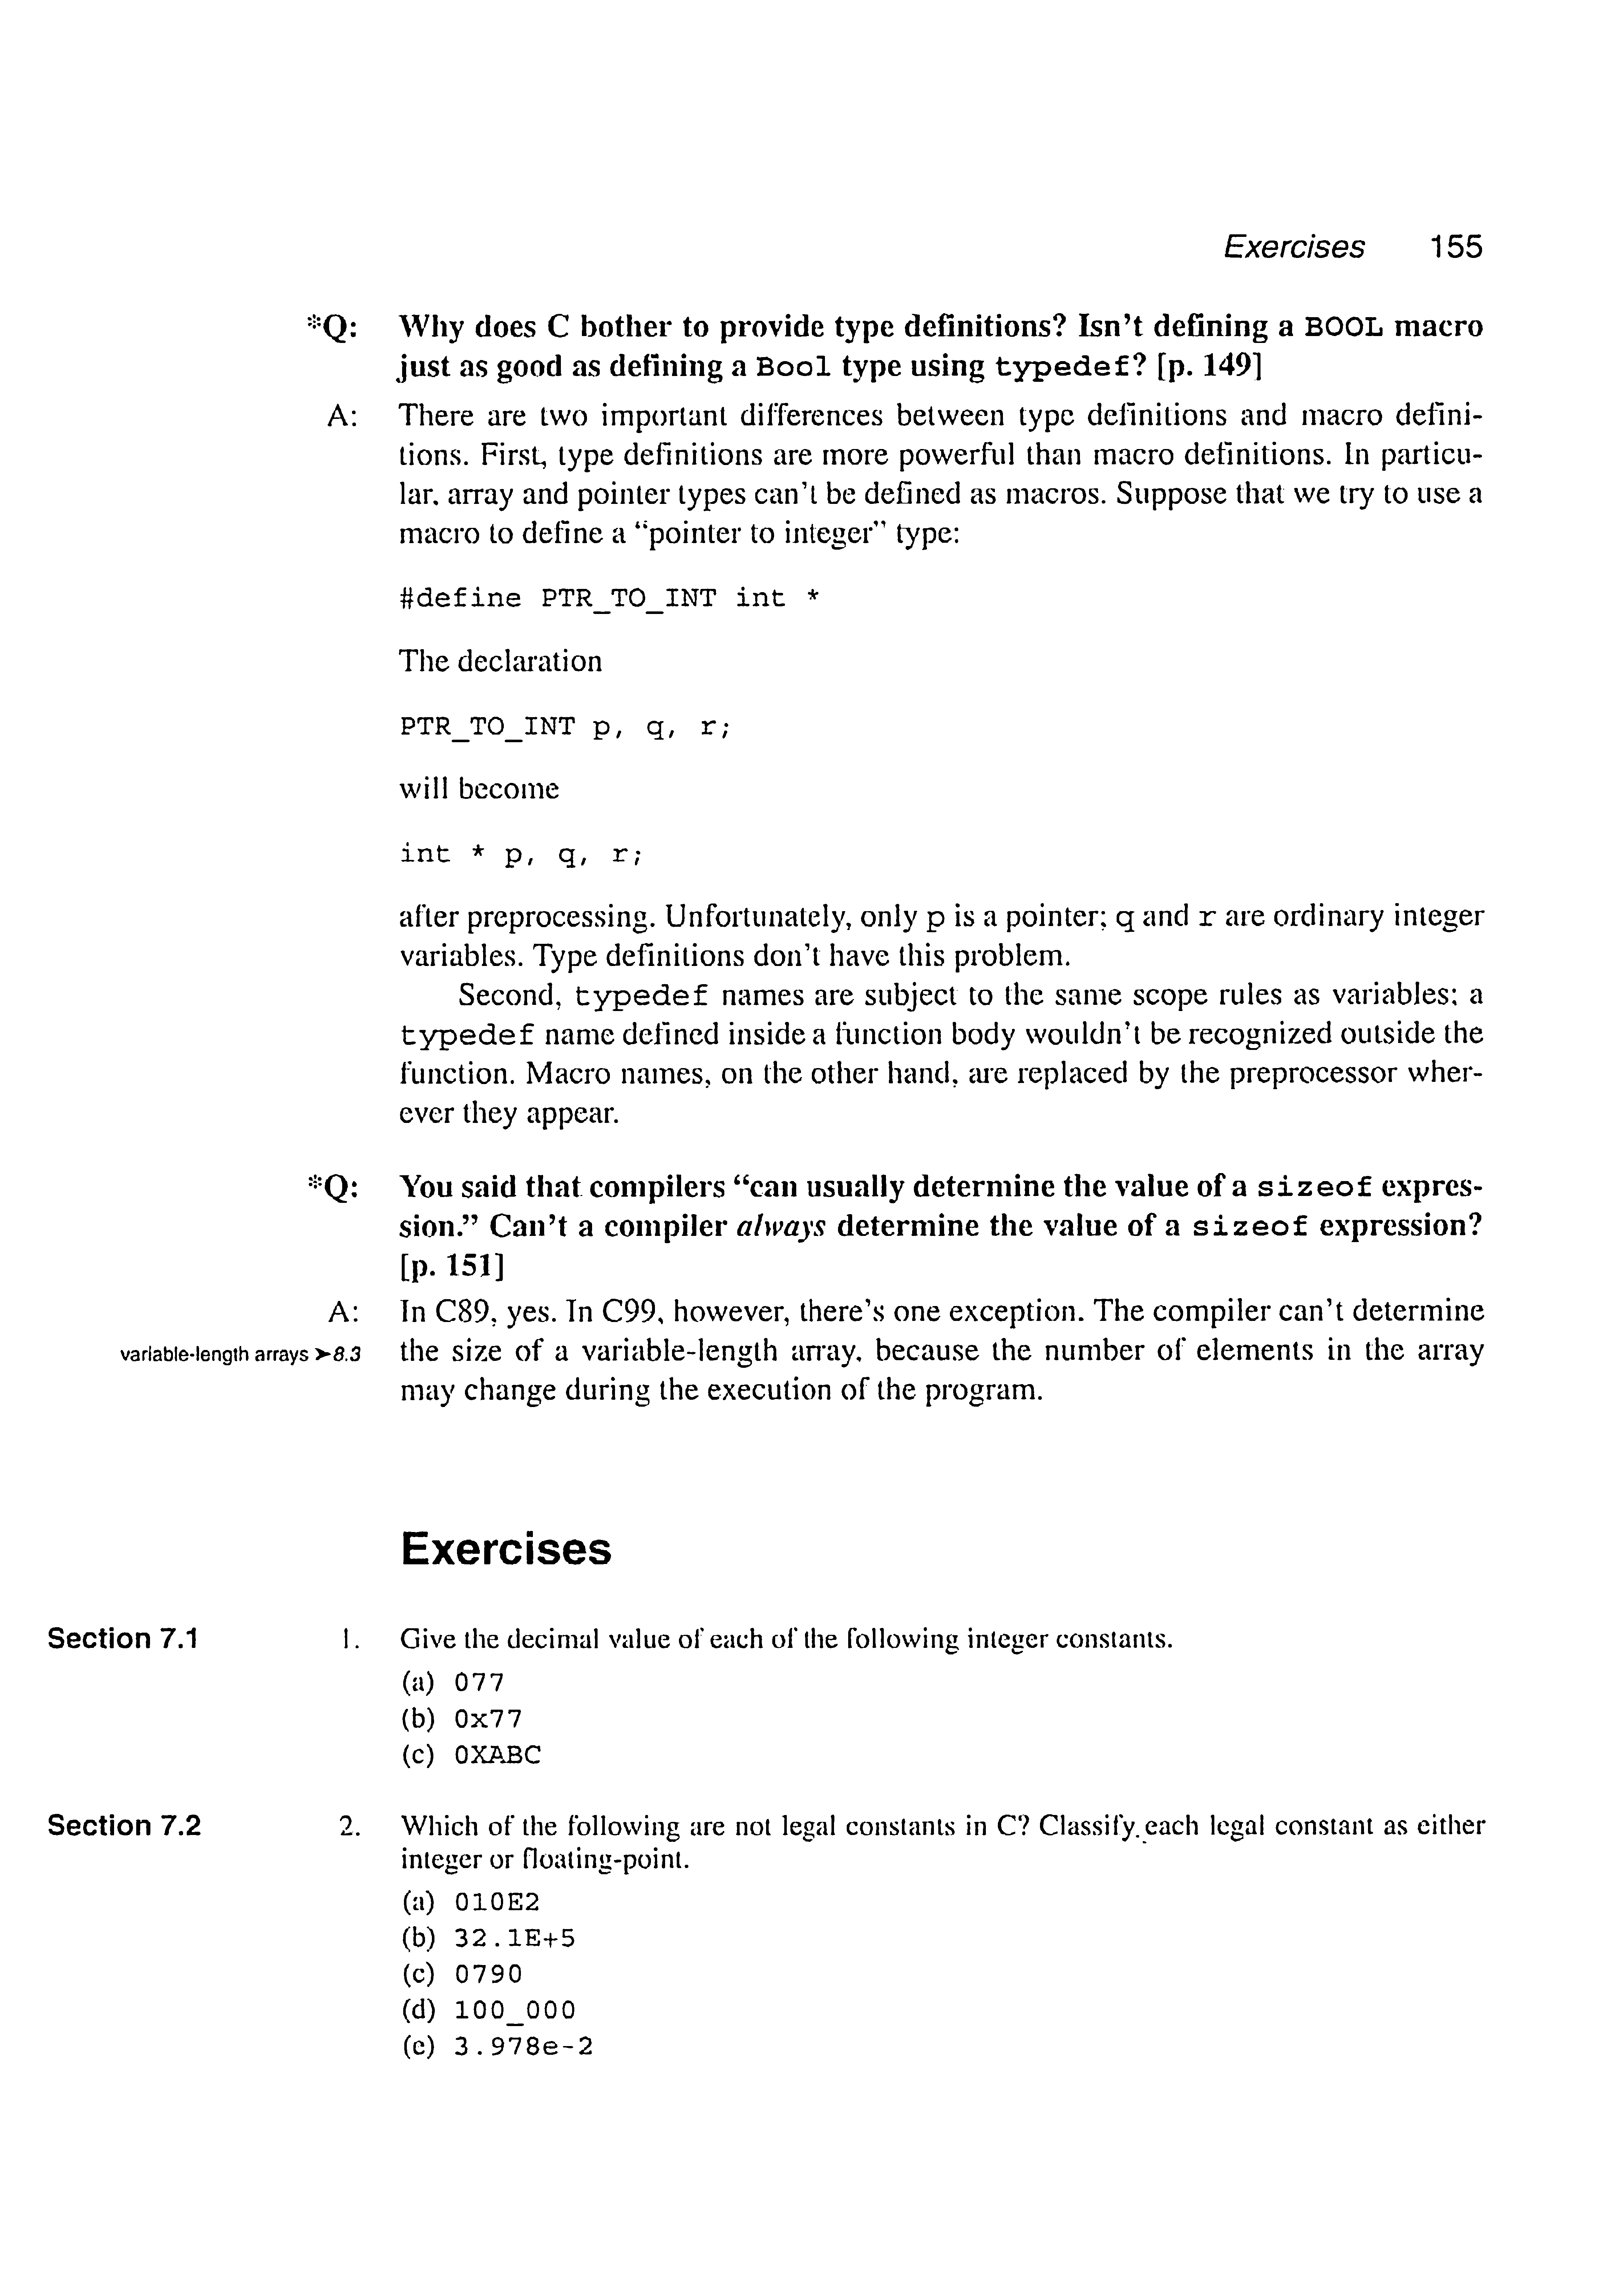 Exercises 155
*Q: Why does C bother to provide type definitions? Isn't defining a BOOL macro
just as good as defining a Bool type using typedef? [p. 149]
A: There are two important differences between type definitions and macro defini-
tions. First, type definitions are more powerful than macro definitions. In particu-
lar, array and pointer types can't be defined as macros. Suppose that we try to use a
macro to define a "pointer to integer" type:
#define PTR_TO_INT int *
The declaration
PTR_TO_INT p, q, r;
will become
int * p, q, r;
after preprocessing. Unfortunately, only p is a pointer; q and r are ordinary integer
variables. Type definitions don't have this problem.
Second, typedef names are subject to the same scope rules as variables; a
typedef name defined inside a function body wouldn't be recognized outside the
function. Macro names, on the other hand, are replaced by the preprocessor wher-
ever they appear.
*Q: You said that compilers "can usually determine the value of a sizeof expres-
sion." Can't a compiler always determine the value of a sizeof expression?
[p. 151]
A: In C89, yes. In C99, however, there's one exception. The compiler can't determine
variable-length arrays ➤8.3 the size of a variable-length array, because the number of elements in the array
may change during the execution of the program.
Exercises
Section 7.1 1. Give the decimal value of each of the following integer constants.
(a) 077
(b) 0x77
(c) 0XABC
Section 7.2 2. Which of the following are not legal constants in C? Classify each legal constant as either
integer or floating-point.
(a) 010E2
(b) 32.1E+5
(c) 0790
(d) 100_000
(e) 3.978e-2